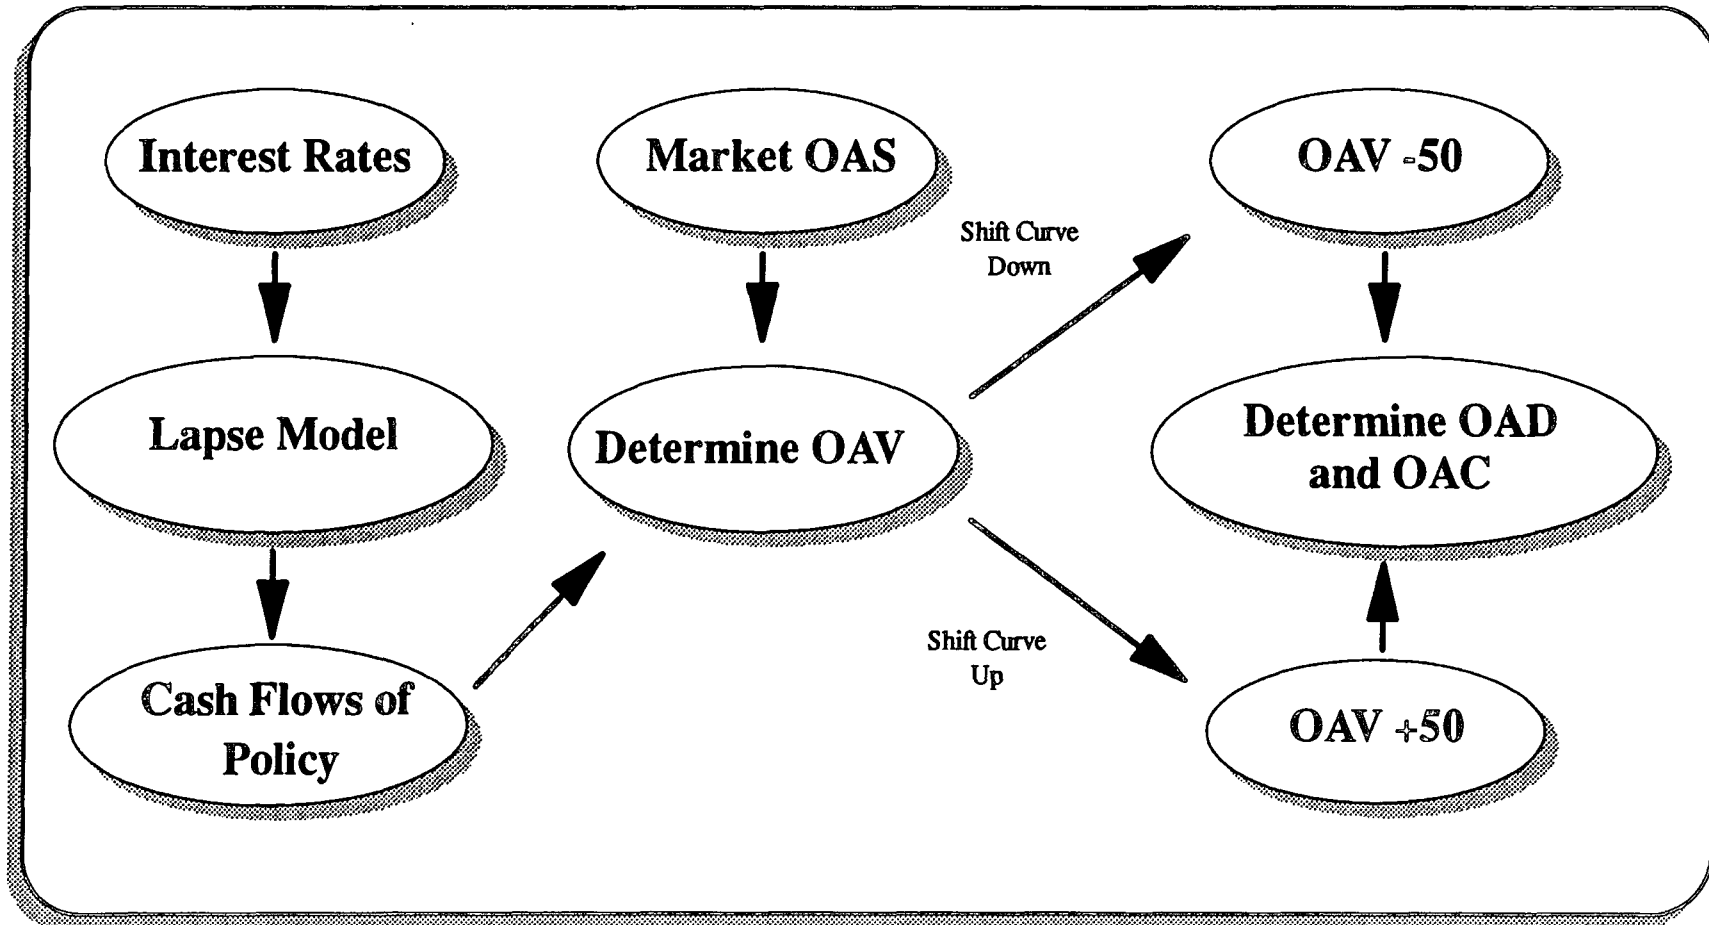 Interest Rates
Lapse Model
Cash Flows of
Policy
Market OAS
Determine OAV
Shift Curve
Down
Shift Curve
Up
OAV -50
Determine OAD
and OAC
OAV +50